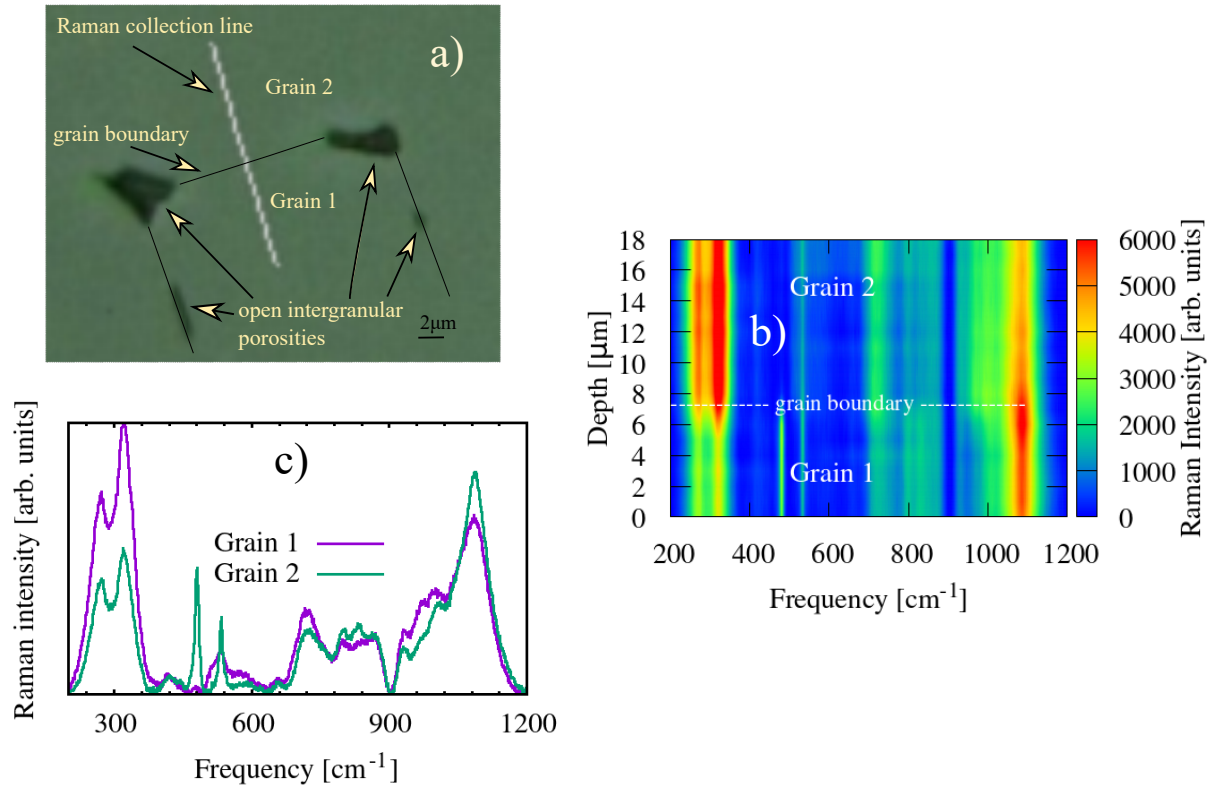 Raman collection line
a)
Grain 2
grain boundary
Grain 1
open intergranular
porosities
2μm
Raman intensity [arb. units]
c)
Grain 1
Grain 2
300
600
900
1200
Frequency [cm-1]
Depth [μm]
18
16
14
12
10
8
6
4
2
0
Grain 2
b)
grain boundary
Grain 1
200
400
600
800
1000
1200
Frequency [cm-1]
6000
5000
4000
3000
2000
1000
0
Raman Intensity [arb. units]